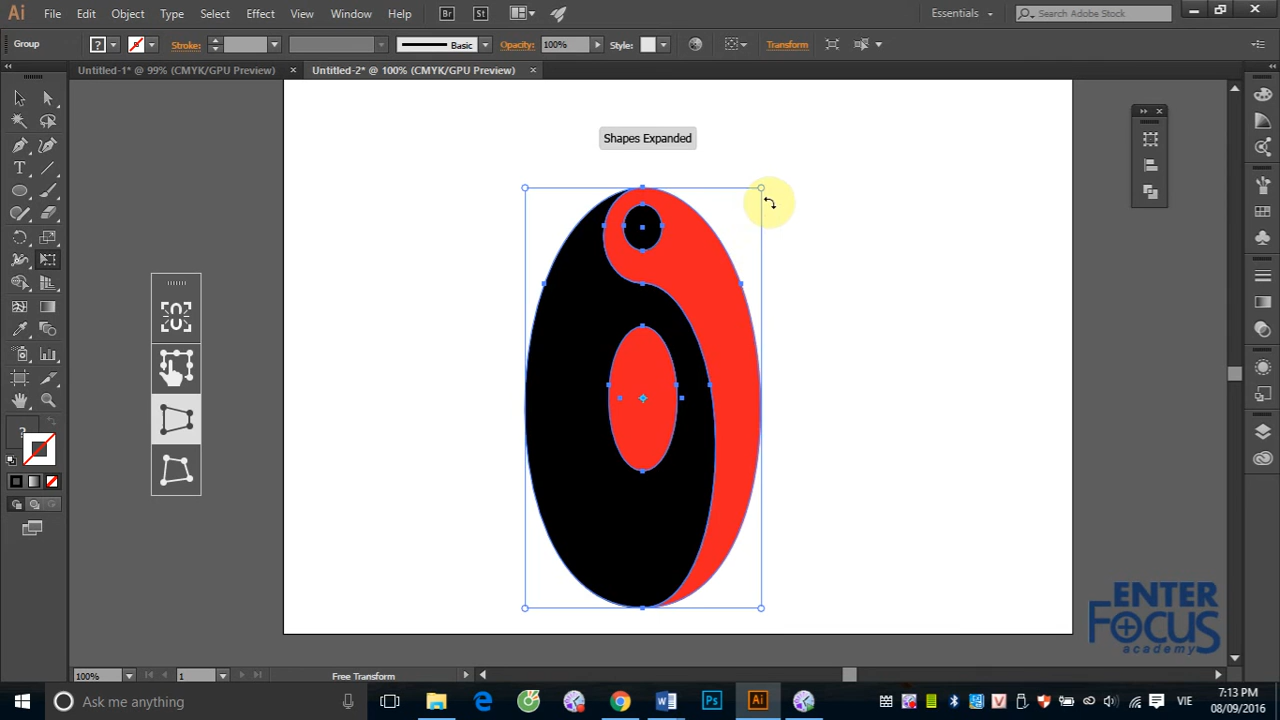 Ai File Edit Object Type Select Effect View Window Help Br St Essentials Search Adobe Stock
Group ? Stroke: Basic Opacity: 100% Style: Transform
Untitled-1* @ 99% (CMYK/GPU Preview) × Untitled-2* @ 100% (CMYK/GPU Preview) ×
Shapes Expanded
?
ENTER
FOCUS
academy
100% 1 Free Transform
Ask me anything Ps Ai VIE 7:13 PM
08/09/2016